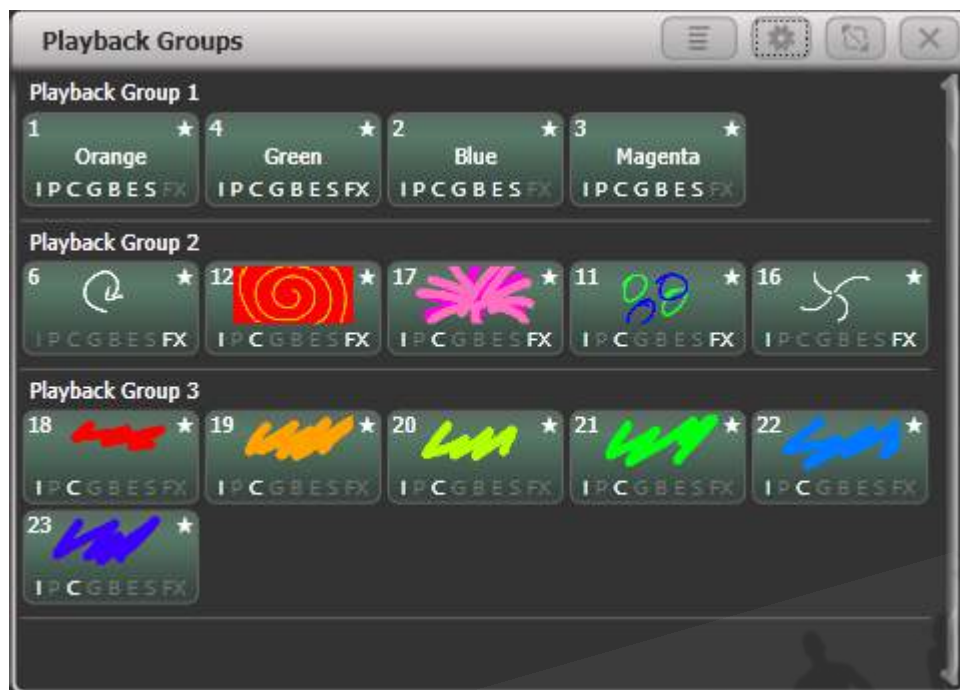 Playback Groups
Playback Group 1
1 4 2 3
Orange Green Blue Magenta
IPCGBESFX IPCGBESFX IPCGBESFX IPCGBESFX
Playback Group 2
6 12 17 11 16
IPCGBESFX IPCGBESFX IPCGBESFX IPCGBESFX IPCGBESFX
Playback Group 3
18 19 20 21 22
IPCGBESFX IPCGBESFX IPCGBESFX IPCGBESFX IPCGBESFX
23
IPCGBESFX